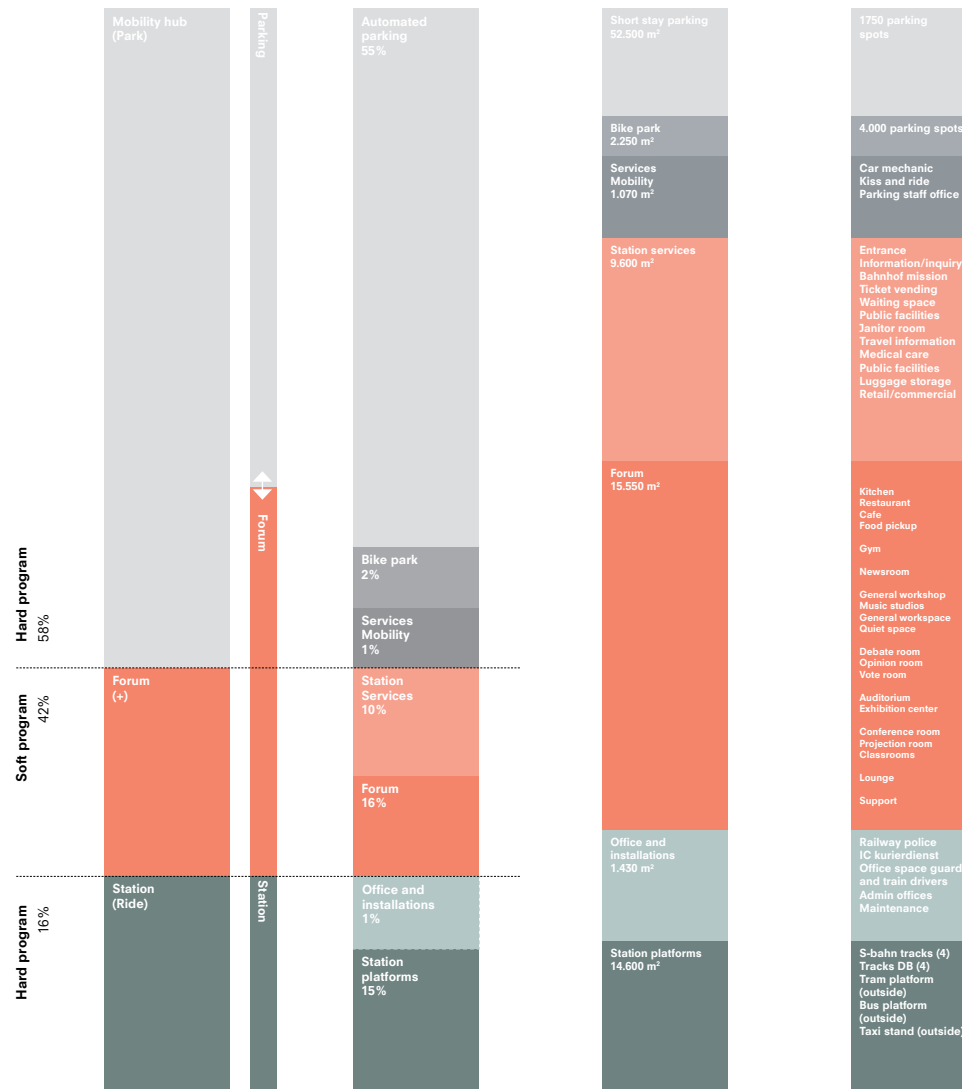 Hard program
58%
Soft program
42%
Hard program
16%
Mobility hub
(Park)
Forum
(+)
Station
(Ride)
Parking
Forum
Station
Automated
parking
55%
Bike park
2%
Services
Mobility
1%
Station
Services
10%
Forum
16%
Office and
installations
1%
Station
platforms
15%
Short stay parking
52.500 m²
Bike park
2.250 m²
Services
Mobility
1.070 m²
Station services
9.600 m²
Forum
15.550 m²
Office and
installations
1.430 m²
Station platforms
14.600 m²
1750 parking
spots
4.000 parking spots
Car mechanic
Kiss and ride
Parking staff office
Entrance
Information/inquiry
Bahnhof mission
Ticket vending
Waiting space
Public facilities
Janitor room
Travel information
Medical care
Public facilities
Luggage storage
Retail/commercial
Kitchen
Restaurant
Cafe
Food pickup
Gym
Newsroom
General workshop
Music studios
General workspace
Quiet space
Debate room
Opinion room
Vote room
Auditorium
Exhibition center
Conference room
Projection room
Classrooms
Lounge
Support
Railway police
IC kurierdienst
Office space guard
and train drivers
Admin offices
Maintenance
S-bahn tracks (4)
Tracks DB (4)
Tram platform
(outside)
Bus platform
(outside)
Taxi stand (outside)